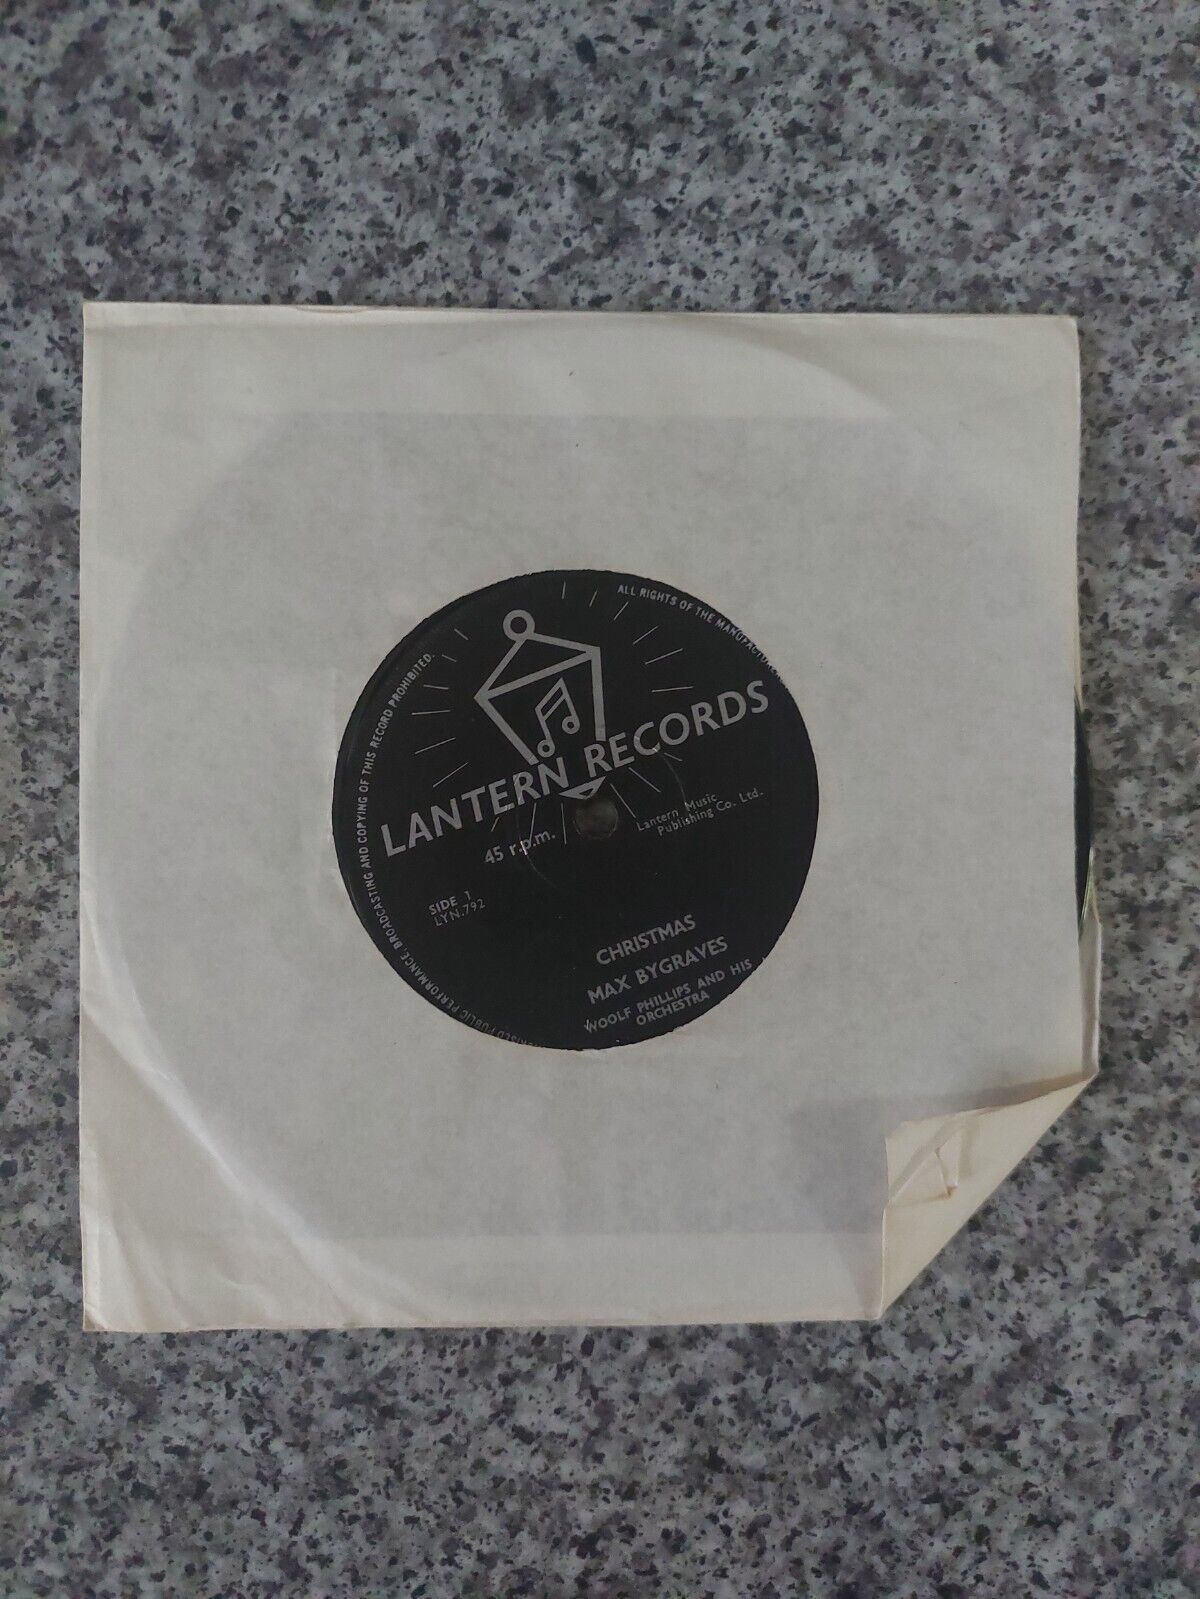 ALL RIGHTS OF THE MANUFACTURER
LANTERN RECORDS
45 r.p.m.
Lantern Music
Publishing Co. Ltd.
SIDE 1
LYN.792
CHRISTMAS
MAX BYGRAVES
WOOLF PHILLIPS AND HIS
ORCHESTRA
PUBLIC PERFORMANCE, BROADCASTING AND COPYING OF THIS RECORD PROHIBITED.